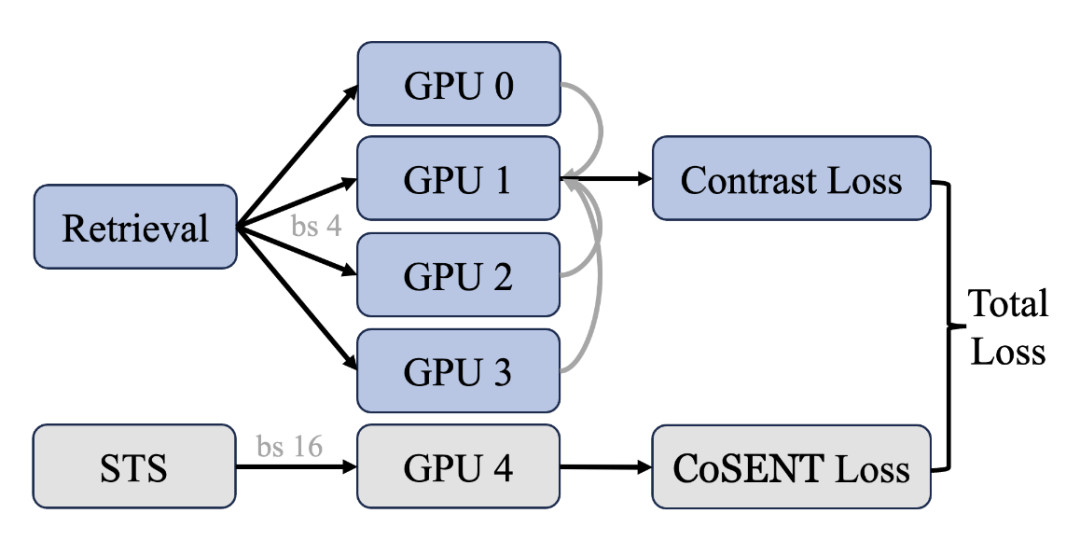 GPU 0
GPU 1
Contrast Loss
Retrieval
bs 4
GPU 2
Total
Loss
GPU 3
STS
bs 16
GPU 4
CoSENT Loss